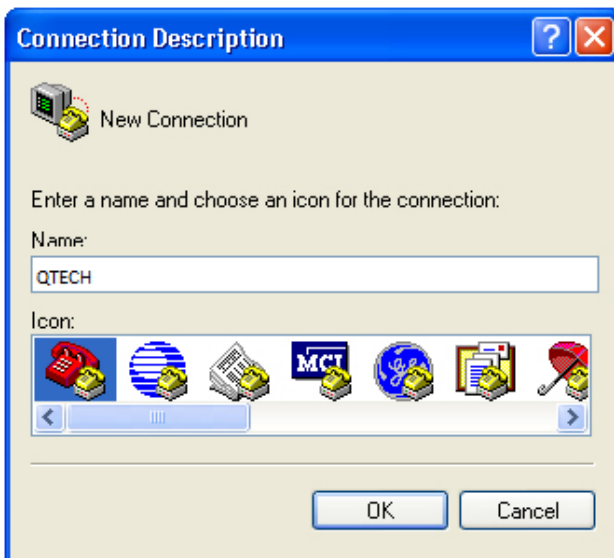 Connection Description
New Connection
Enter a name and choose an icon for the connection:
Name:
QTECH
Icon:
MCI
OK
Cancel